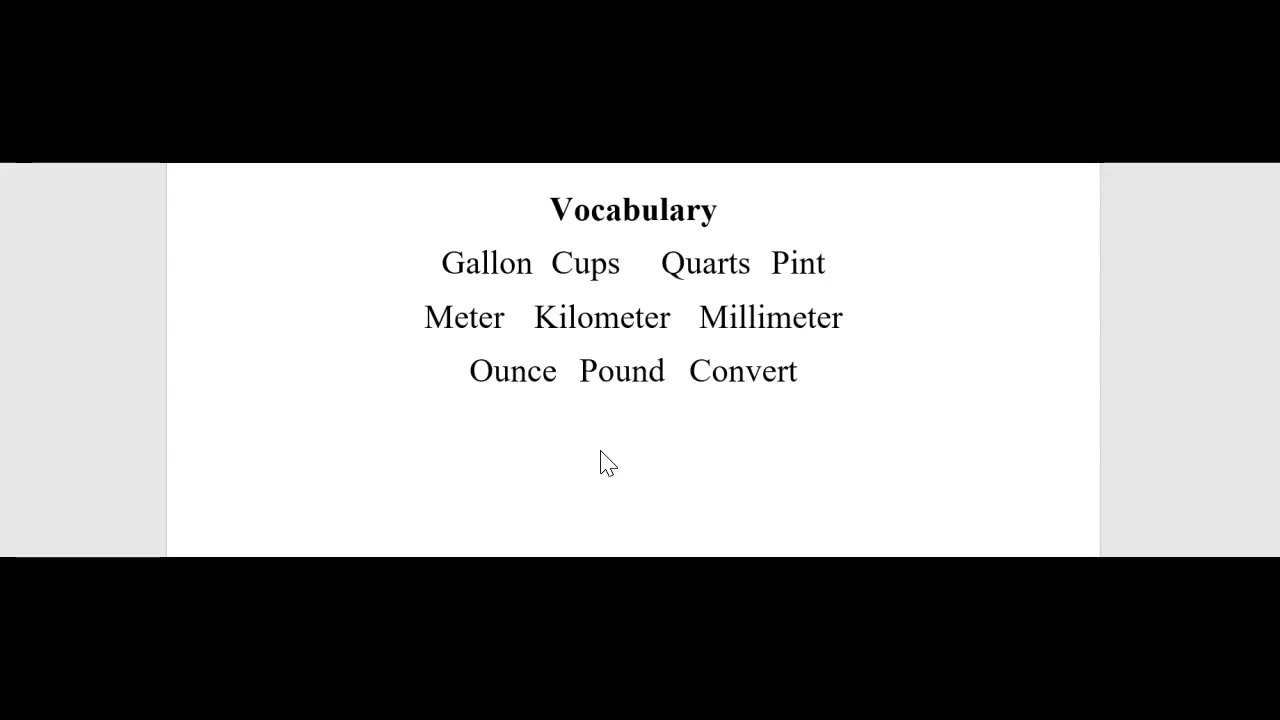 Vocabulary
Gallon Cups Quarts Pint
Meter Kilometer Millimeter
Ounce Pound Convert